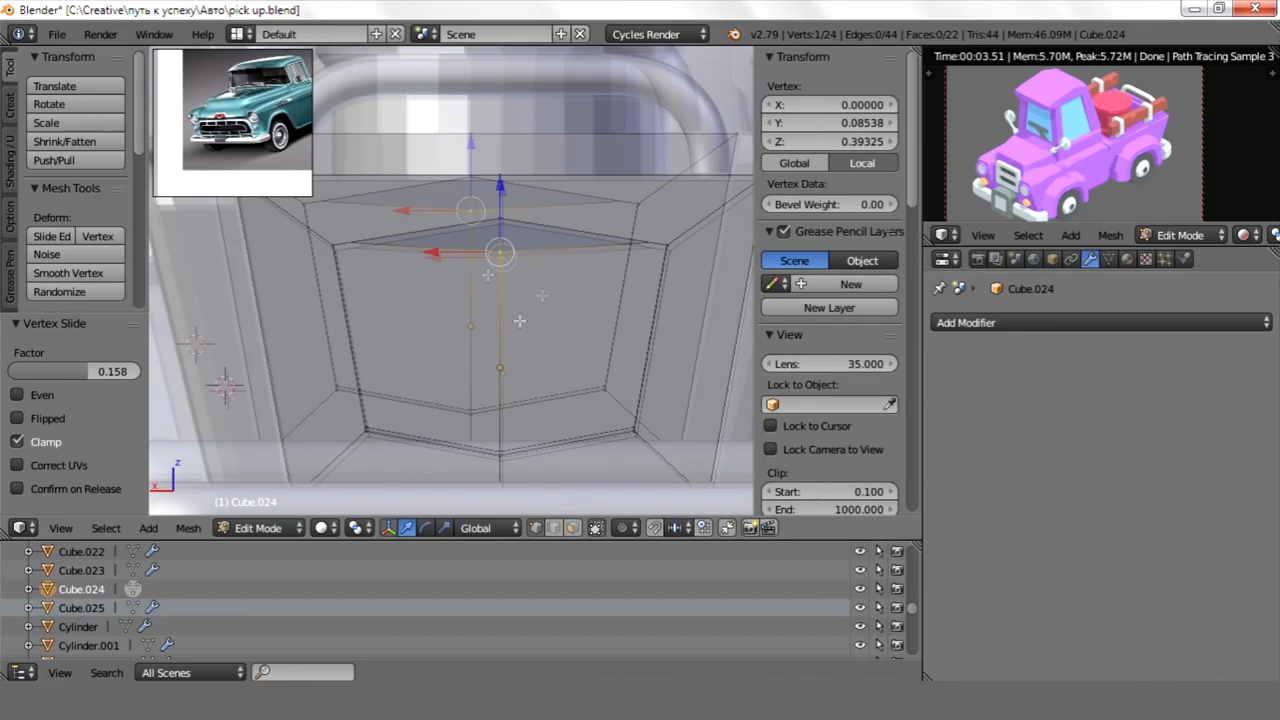 Blender* [C:\Creative\путь к успеху\Авто\pick up.blend]
File Render Window Help Default Scene Cycles Render v2.79 | Verts:1/24 | Edges:0/44 | Faces:0/22 | Tris:44 | Mem:46.09M | Cube.024
Tool
Creat
Shading / U
Option
Grease Pen
Transform
Translate
Rotate
Scale
Shrink/Fatten
Push/Pull
Mesh Tools
Deform:
Slide Ed Vertex
Noise
Smooth Vertex
Randomize
Vertex Slide
Factor
0.158
Even
Flipped
Clamp
Correct UVs
Confirm on Release
z
x
(1) Cube.024
Transform
Vertex:
X: 0.00000
Y: 0.08538
Z: 0.39325
Global Local
Vertex Data:
Bevel Weight: 0.00
Grease Pencil Layers
Scene Object
New
New Layer
View
Lens: 35.000
Lock to Object:
Lock to Cursor
Lock Camera to View
Clip:
Start: 0.100
End: 1000.000
View Select Add Mesh Edit Mode Global
Time:00:03.51 | Mem:5.70M, Peak:5.72M | Done | Path Tracing Sample 3
View Select Add Mesh Edit Mode
Cube.024
Add Modifier
Cube.022
Cube.023
Cube.024
Cube.025
Cylinder
Cylinder.001
View Search All Scenes